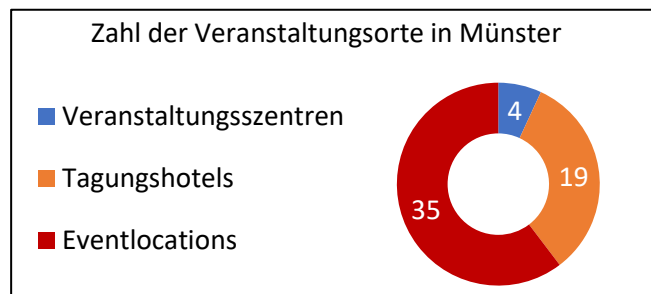 Zahl der Veranstaltungsorte in Münster
Veranstaltungsszentren
Tagungshotels
Eventlocations
4
19
35